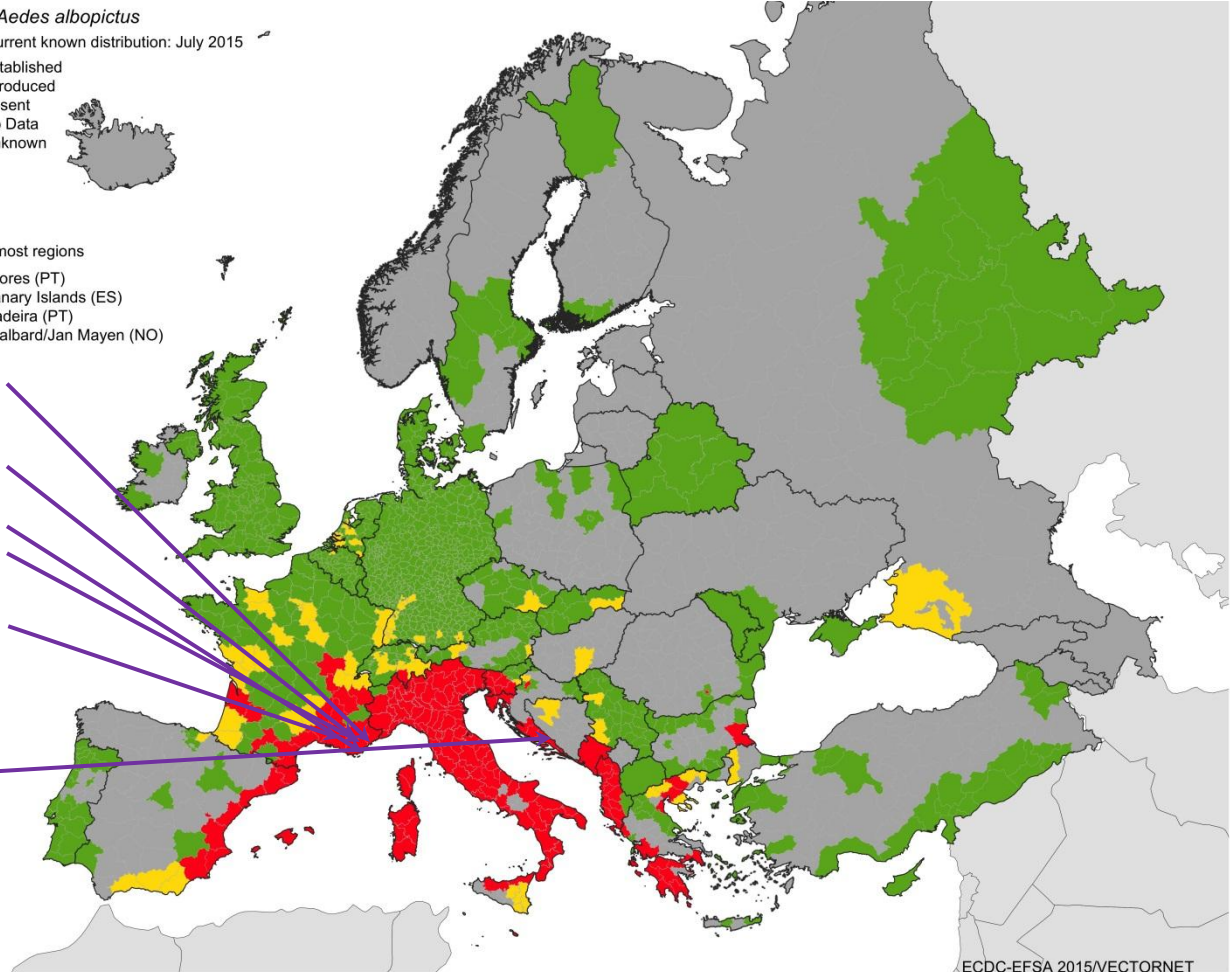 Aedes albopictus
urrent known distribution: July 2015
tablished
roduced
sent
Data
known
most regions
ores (PT)
nary Islands (ES)
adeira (PT)
albard/Jan Mayen (NO)
ECDC-EFSA 2015/VECTORNET